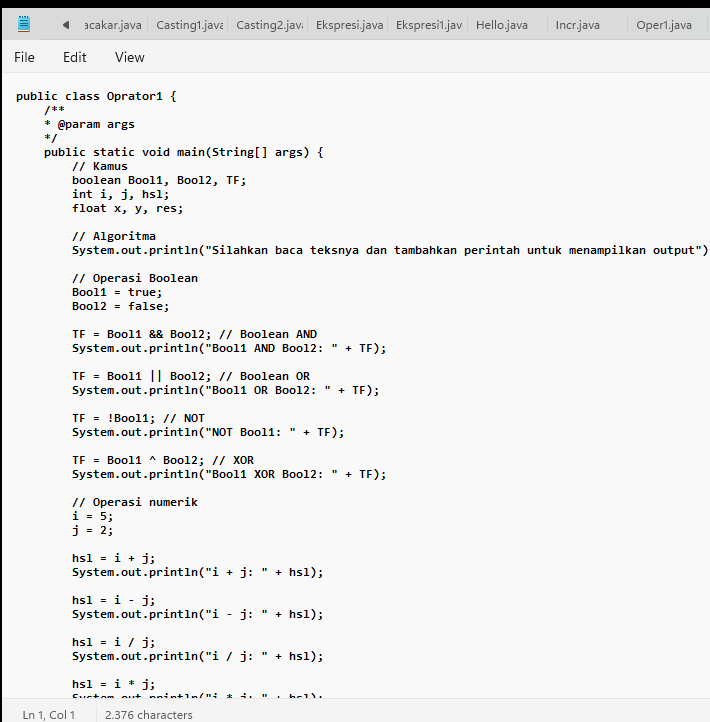 acakar.java Casting1.java Casting2.java Ekspresi.java Ekspresi1.jav Hello.java Incr.java Oper1.java
File Edit View
public class Oprator1 {
/**
* @param args
*/
public static void main(String[] args) {
// Kamus
boolean Bool1, Bool2, TF;
int i, j, hsl;
float x, y, res;
// Algoritma
System.out.println("Silahkan baca teksnya dan tambahkan perintah untuk menampilkan output")
// Operasi Boolean
Bool1 = true;
Bool2 = false;
TF = Bool1 && Bool2; // Boolean AND
System.out.println("Bool1 AND Bool2: " + TF);
TF = Bool1 || Bool2; // Boolean OR
System.out.println("Bool1 OR Bool2: " + TF);
TF = !Bool1; // NOT
System.out.println("NOT Bool1: " + TF);
TF = Bool1 ^ Bool2; // XOR
System.out.println("Bool1 XOR Bool2: " + TF);
// Operasi numerik
i = 5;
j = 2;
hsl = i + j;
System.out.println("i + j: " + hsl);
hsl = i - j;
System.out.println("i - j: " + hsl);
hsl = i / j;
System.out.println("i / j: " + hsl);
hsl = i * j;
System.out.println("i * j: " + hsl);
Ln 1, Col 1 2.376 characters